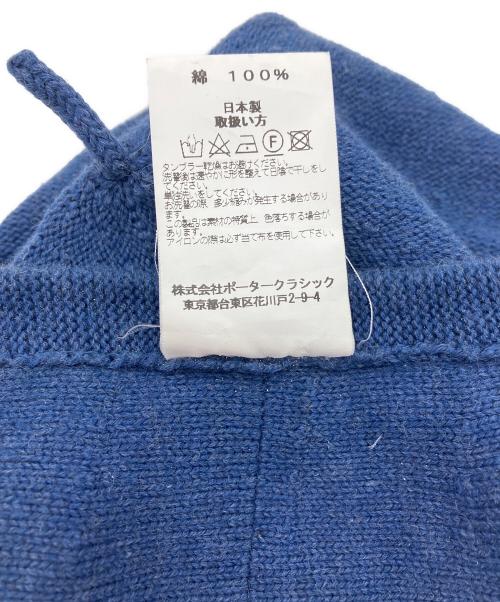 綿 100%
日本製
取扱い方
タンブラー乾燥はお避けください。
洗濯後は速やかに形を整えて日陰で干しをし
てください。
単独洗いをしてください。
お洗濯の際、多少縮みが発生する場合があり
ます。
この製品は素材の特質上、色落ちする場合が
あります。
アイロンの際は必ず当て布を使用して下さい。
株式会社ポータークラシック
東京都台東区花川戸2-9-4